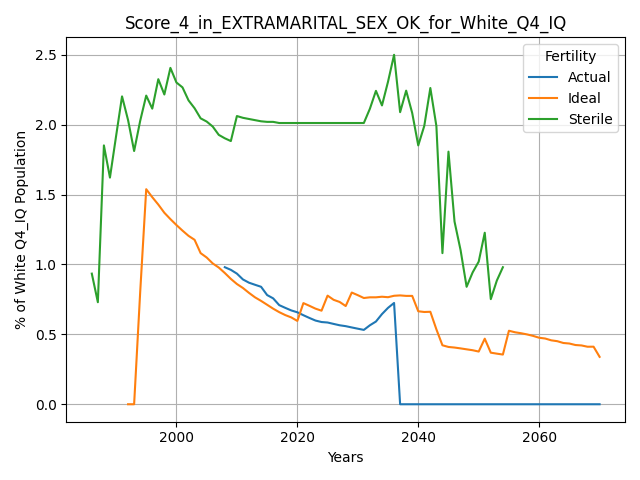 Score_4_in_EXTRAMARITAL_SEX_OK_for_White_Q4_IQ
Fertility
Actual
Ideal
Sterile
% of White Q4_IQ Population
2.5
2.0
1.5
1.0
0.5
0.0
2000 2020 2040 2060
Years